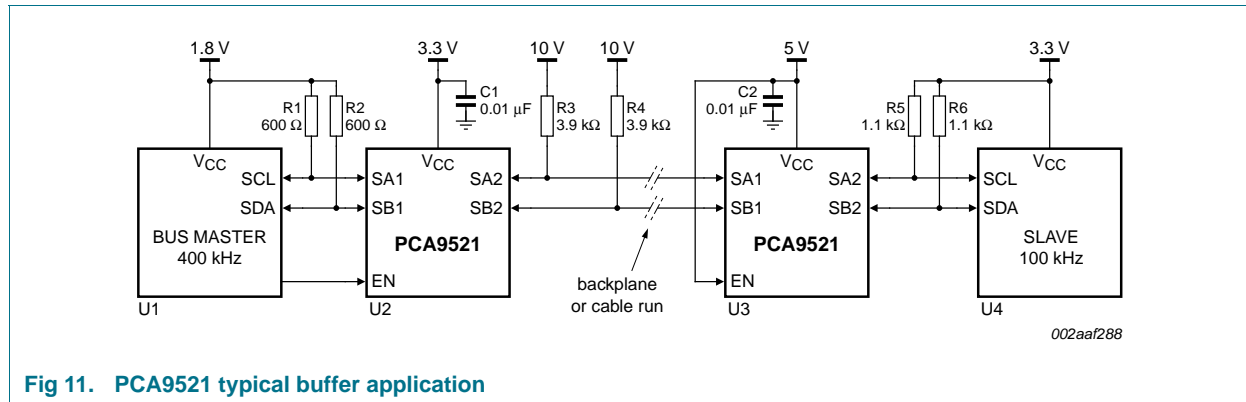 1.8 V
3.3 V
10 V
10 V
5 V
3.3 V
C1
0.01 μF
C2
0.01 μF
R1
600 Ω
R2
600 Ω
R3
3.9 kΩ
R4
3.9 kΩ
R5
1.1 kΩ
R6
1.1 kΩ
VCC
SCL
SDA
BUS MASTER
400 kHz
U1
VCC
SA1
SA2
SB1
SB2
PCA9521
EN
U2
backplane
or cable run
VCC
SA1
SA2
SB1
SB2
PCA9521
EN
U3
VCC
SCL
SDA
SLAVE
100 kHz
U4
002aaf288
Fig 11. PCA9521 typical buffer application